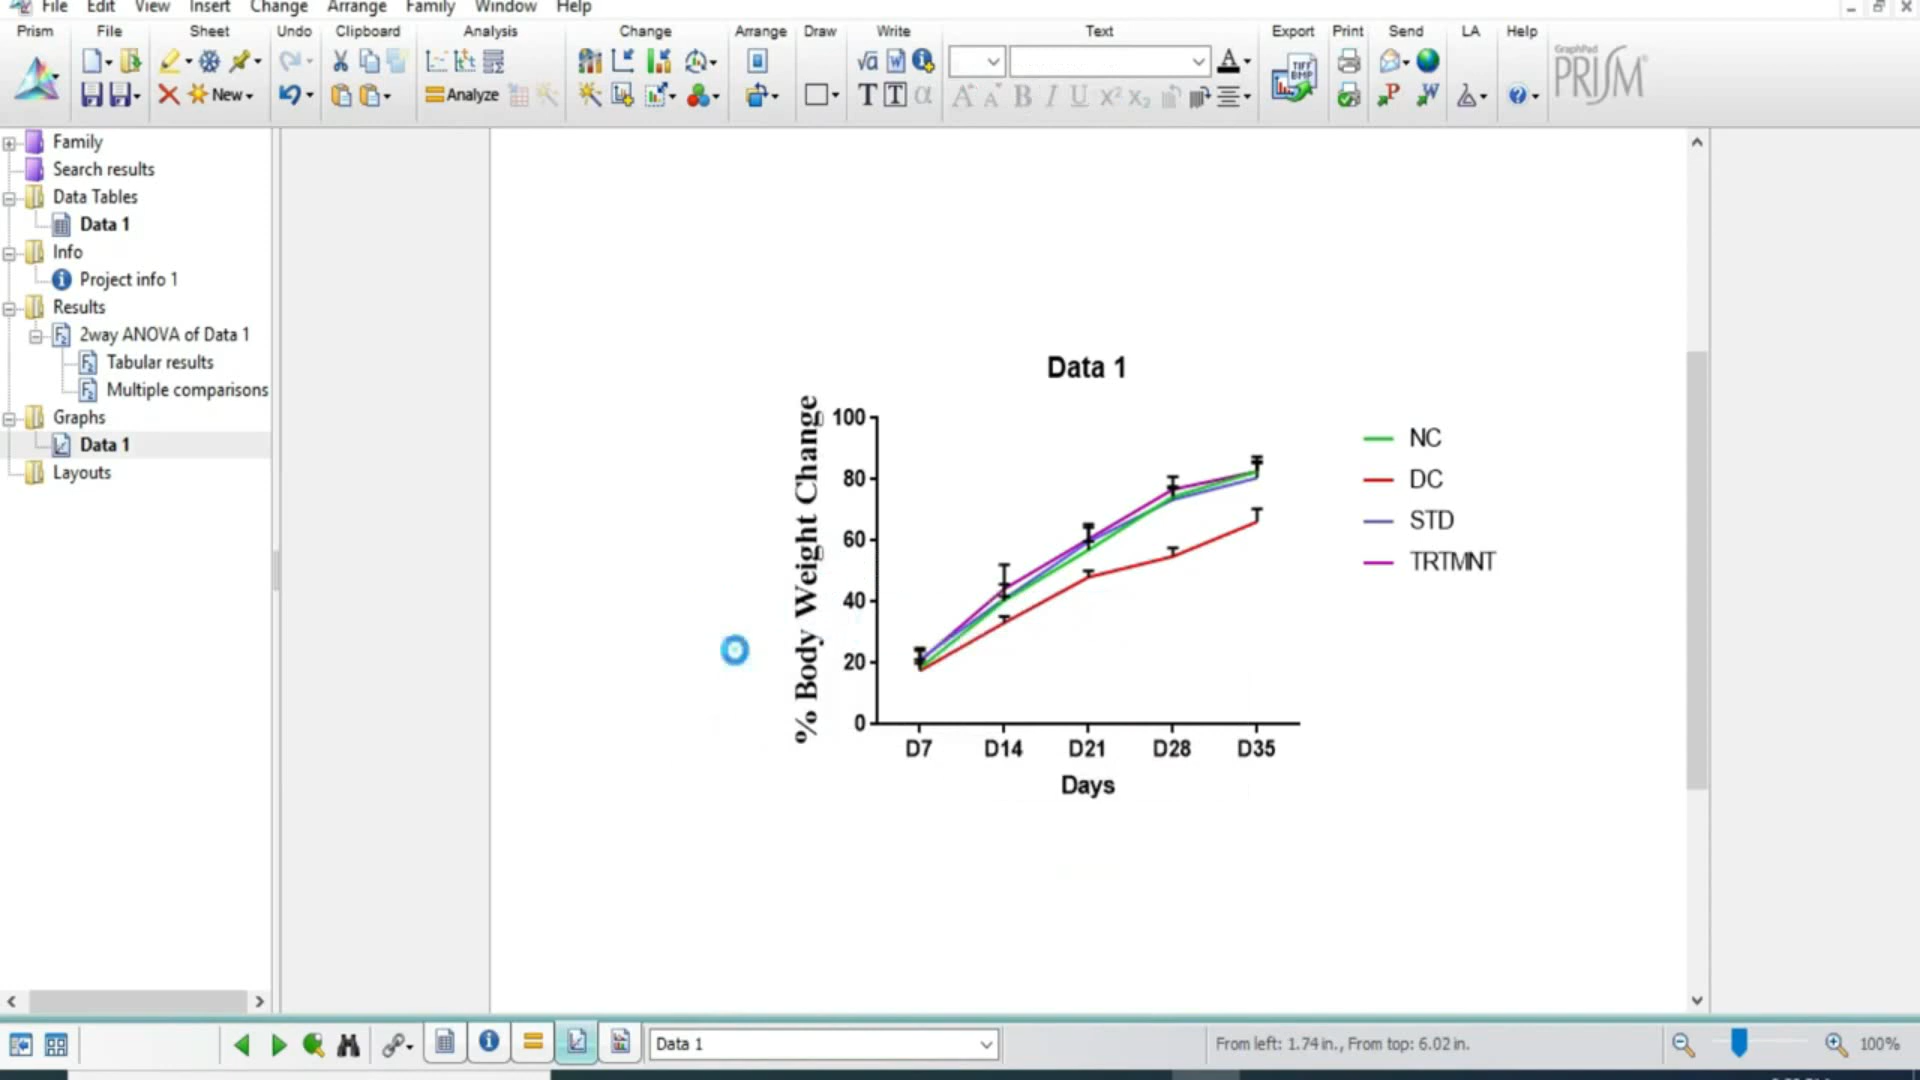 File Edit View Insert Change Arrange Family Window Help
Prism File Sheet Undo Clipboard Analysis Change Arrange Draw Write Text Export Print Send LA Help
GraphPad
PRISM
New
Analyze
TIFF
BMP
Family
Search results
Data Tables
Data 1
Info
Project info 1
Results
2way ANOVA of Data 1
Tabular results
Multiple comparisons
Graphs
Data 1
Layouts
Data 1
% Body Weight Change
100
80
60
40
20
0
D7 D14 D21 D28 D35
Days
NC
DC
STD
TRTMNT
Data 1
From left: 1.74 in., From top: 6.02 in.
100%